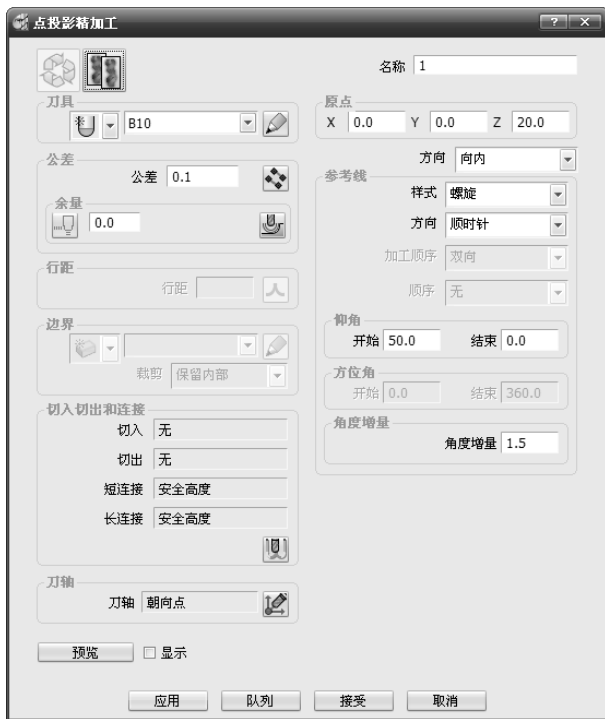 点投影精加工
名称 1
刀具
B10
公差
公差 0.1
余量
0.0
行距
行距
边界
裁剪 保留内部
切入切出和连接
切入 无
切出 无
短连接 安全高度
长连接 安全高度
刀轴
刀轴 朝向点
预览 显示
原点
X 0.0 Y 0.0 Z 20.0
方向 向内
参考线
样式 螺旋
方向 顺时针
加工顺序 双向
顺序 无
仰角
开始 50.0 结束 0.0
方位角
开始 0.0 结束 360.0
角度增量
角度增量 1.5
应用 队列 接受 取消